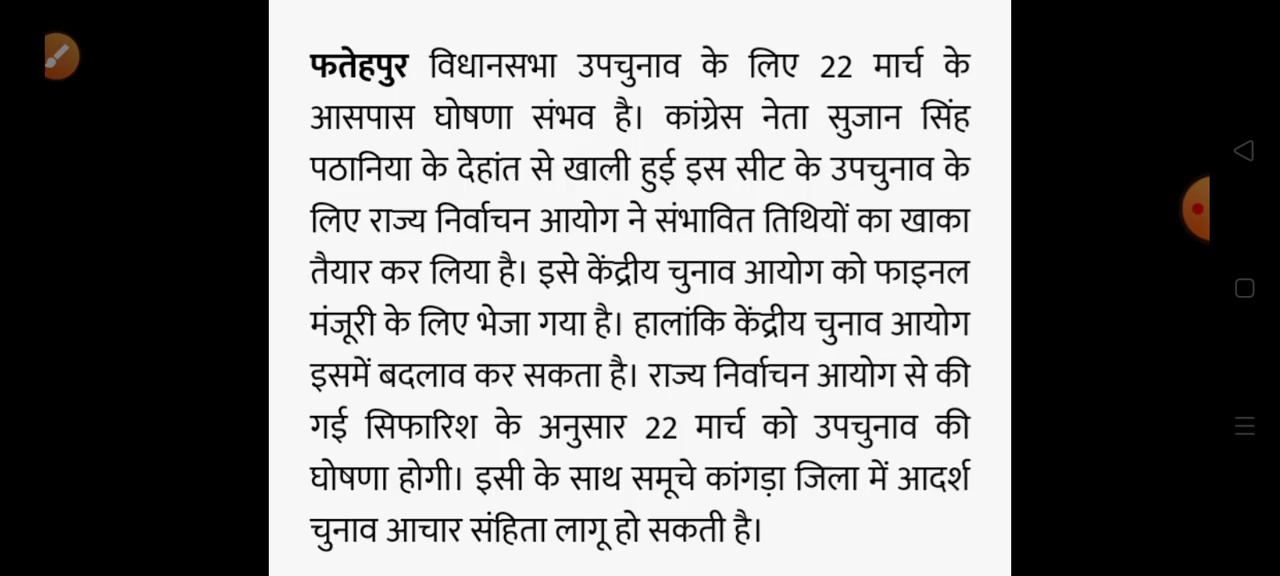 फतेहपुर विधानसभा उपचुनाव के लिए 22 मार्च के
आसपास घोषणा संभव है। कांग्रेस नेता सुजान सिंह
पठानिया के देहांत से खाली हुई इस सीट के उपचुनाव के
लिए राज्य निर्वाचन आयोग ने संभावित तिथियों का खाका
तैयार कर लिया है। इसे केंद्रीय चुनाव आयोग को फाइनल
मंजूरी के लिए भेजा गया है। हालांकि केंद्रीय चुनाव आयोग
इसमें बदलाव कर सकता है। राज्य निर्वाचन आयोग से की
गई सिफारिश के अनुसार 22 मार्च को उपचुनाव की
घोषणा होगी। इसी के साथ समूचे कांगड़ा जिला में आदर्श
चुनाव आचार संहिता लागू हो सकती है।